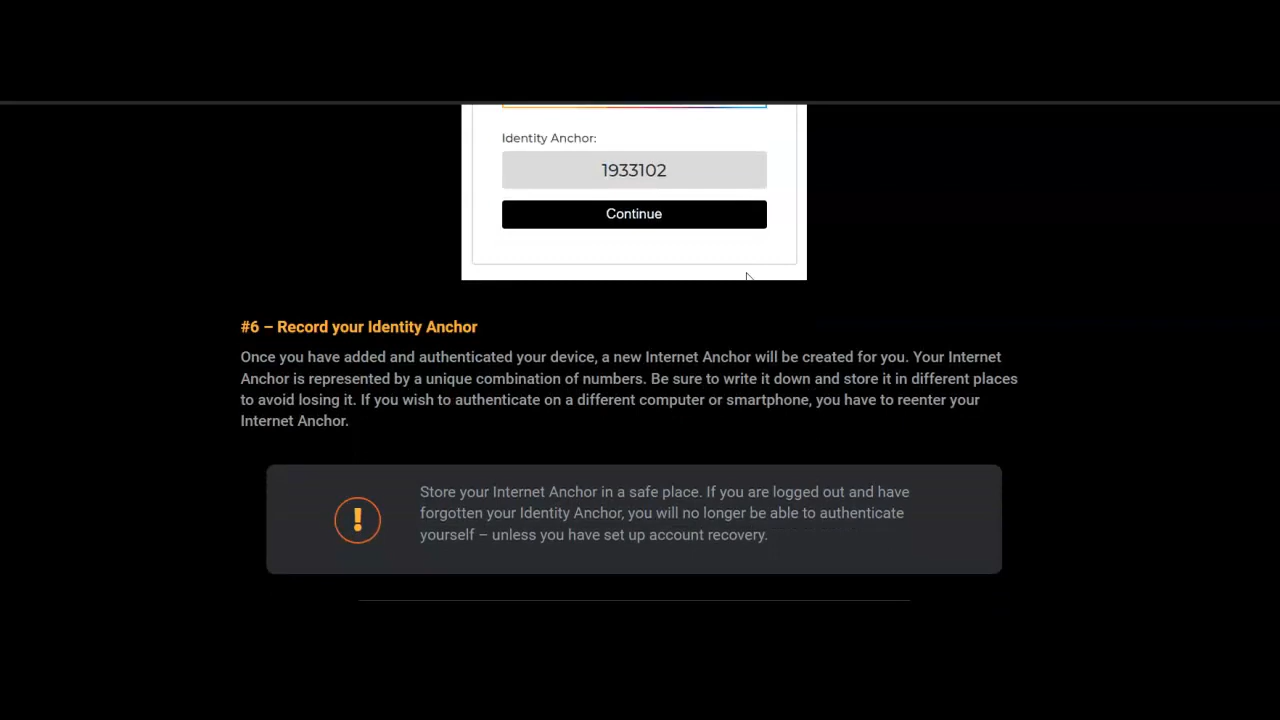 Identity Anchor:
1933102
Continue
#6 – Record your Identity Anchor
Once you have added and authenticated your device, a new Internet Anchor will be created for you. Your Internet
Anchor is represented by a unique combination of numbers. Be sure to write it down and store it in different places
to avoid losing it. If you wish to authenticate on a different computer or smartphone, you have to reenter your
Internet Anchor.
Store your Internet Anchor in a safe place. If you are logged out and have
forgotten your Identity Anchor, you will no longer be able to authenticate
yourself – unless you have set up account recovery.